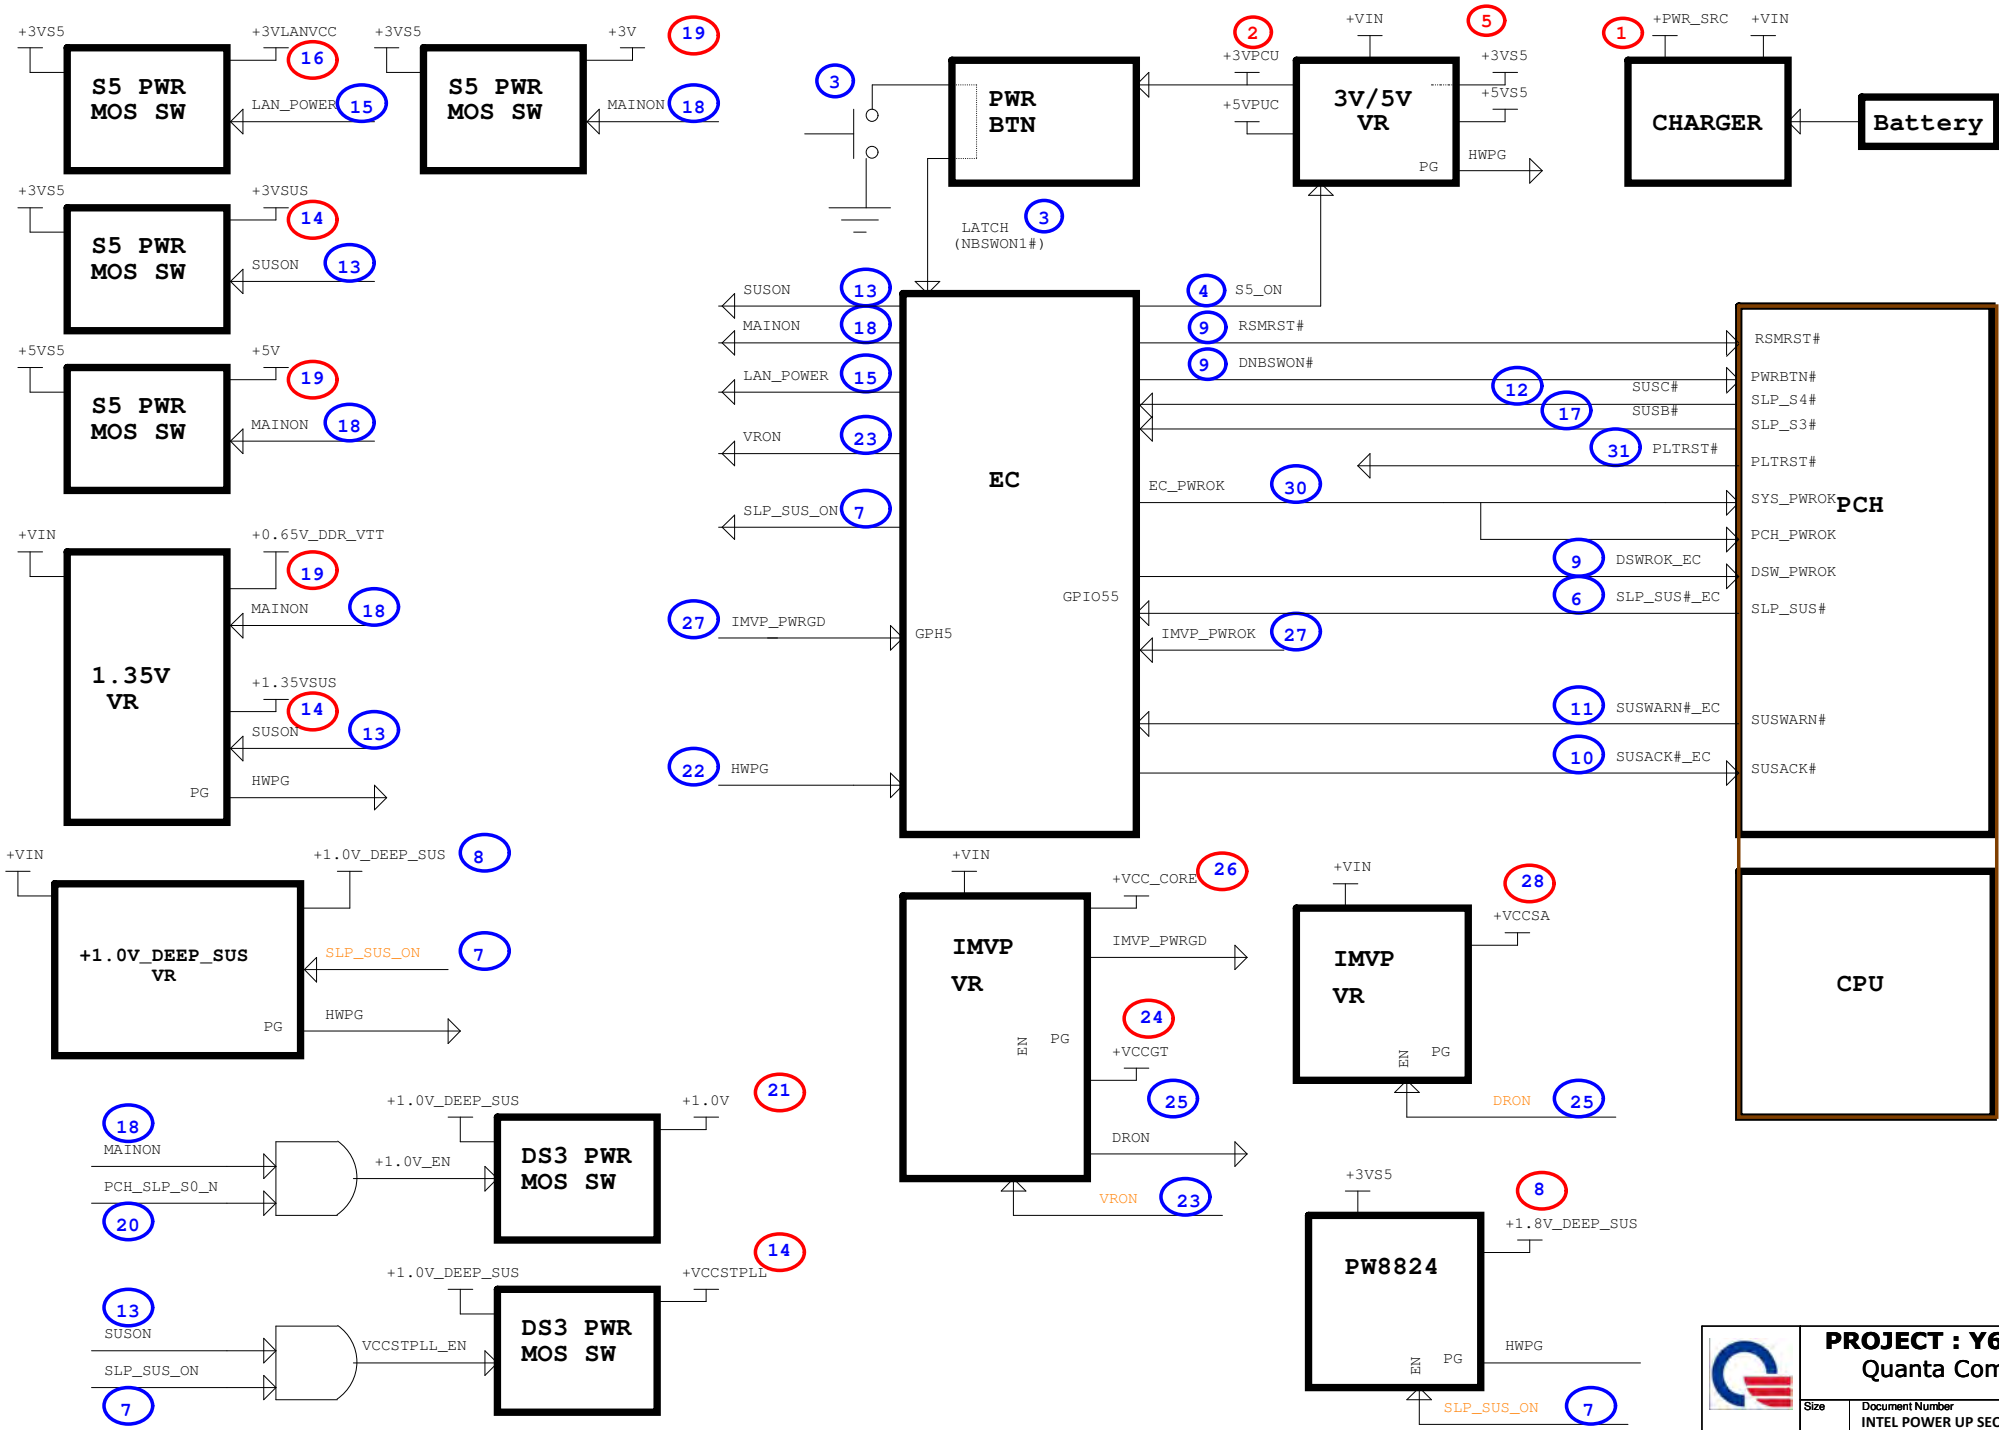 +3VS5
+3VLANVCC
16
S5 PWR
MOS SW
LAN_POWER
15
+3VS5
+3V
19
S5 PWR
MOS SW
MAINON
18
3
PWR
BTN
LATCH
(NBSWON1#)
3
2
+3VPCU
+5VPUC
+VIN
5
+3VS5
+5VS5
3V/5V
VR
PG
HWPG
1
+PWR_SRC
+VIN
CHARGER
Battery
+3VS5
+3VSUS
14
S5 PWR
MOS SW
SUSON
13
+5VS5
+5V
19
S5 PWR
MOS SW
MAINON
18
+VIN
+0.65V_DDR_VTT
19
MAINON
18
1.35V
VR
+1.35VSUS
14
SUSON
13
PG
HWPG
SUSON
13
MAINON
18
LAN_POWER
15
VRON
23
SLP_SUS_ON
7
27
IMVP_PWRGD
GPH5
22
HWPG
EC
GPIO55
4
S5_ON
9
RSMRST#
9
DNBSWON#
12
SUSC#
17
SUSB#
31
PLTRST#
EC_PWROK
30
9
DSWROK_EC
6
SLP_SUS#_EC
IMVP_PWROK
27
11
SUSWARN#_EC
10
SUSACK#_EC
RSMRST#
PWRBTN#
SLP_S4#
SLP_S3#
PLTRST#
SYS_PWROK
PCH
PCH_PWROK
DSW_PWROK
SLP_SUS#
SUSWARN#
SUSACK#
CPU
+VIN
+1.0V_DEEP_SUS
8
+1.0V_DEEP_SUS
VR
SLP_SUS_ON
7
PG
HWPG
+VIN
+VCC_CORE
26
IMVP
VR
IMVP_PWRGD
24
+VCCGT
EN
PG
25
DRON
VRON
23
+VIN
28
+VCCSA
IMVP
VR
EN
PG
DRON
25
18
MAINON
PCH_SLP_S0_N
20
+1.0V_EN
+1.0V_DEEP_SUS
+1.0V
21
DS3 PWR
MOS SW
13
SUSON
SLP_SUS_ON
7
VCCSTPLL_EN
+1.0V_DEEP_SUS
+VCCSTPLL
14
DS3 PWR
MOS SW
+3VS5
8
+1.8V_DEEP_SUS
PW8824
EN
PG
HWPG
SLP_SUS_ON
7
PROJECT : Y6
Quanta Com
Size
Document Number
INTEL POWER UP SEQ